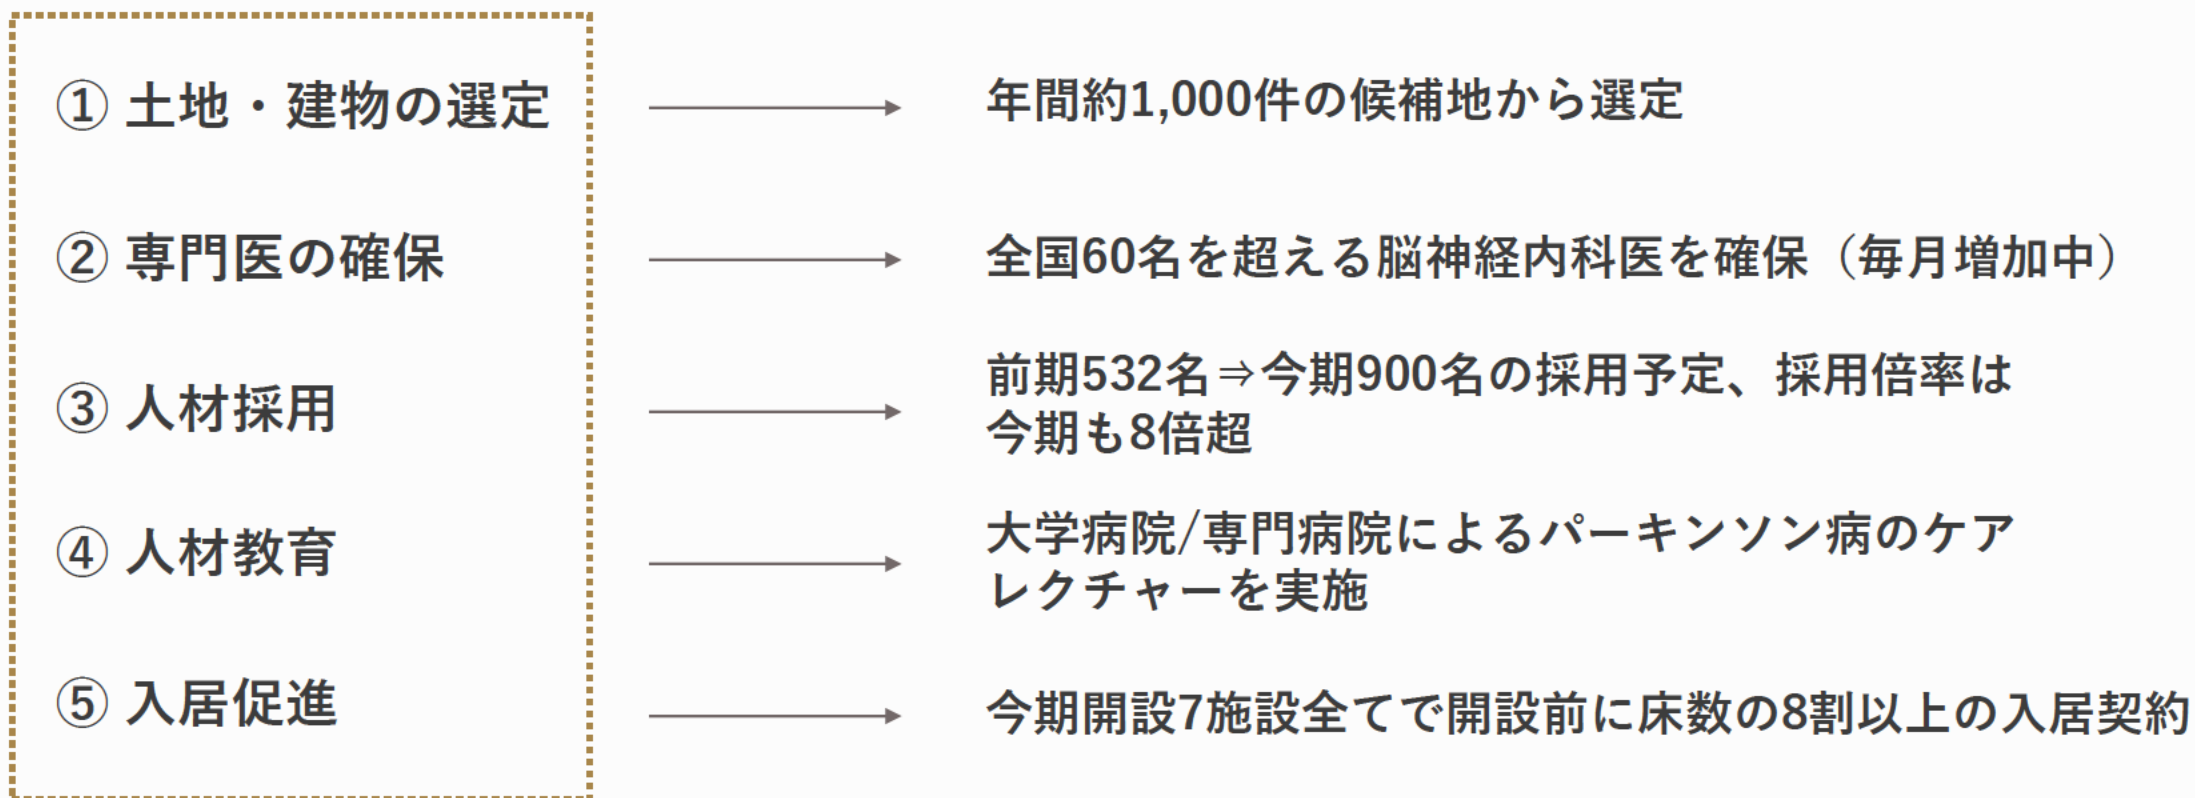 ① 土地・建物の選定
年間約1,000件の候補地から選定
② 専門医の確保
全国60名を超える脳神経内科医を確保（毎月増加中）
③ 人材採用
前期532名⇒今期900名の採用予定、採用倍率は
今期も8倍超
④ 人材教育
大学病院/専門病院によるパーキンソン病のケア
レクチャーを実施
⑤ 入居促進
今期開設7施設全てで開設前に床数の8割以上の入居契約